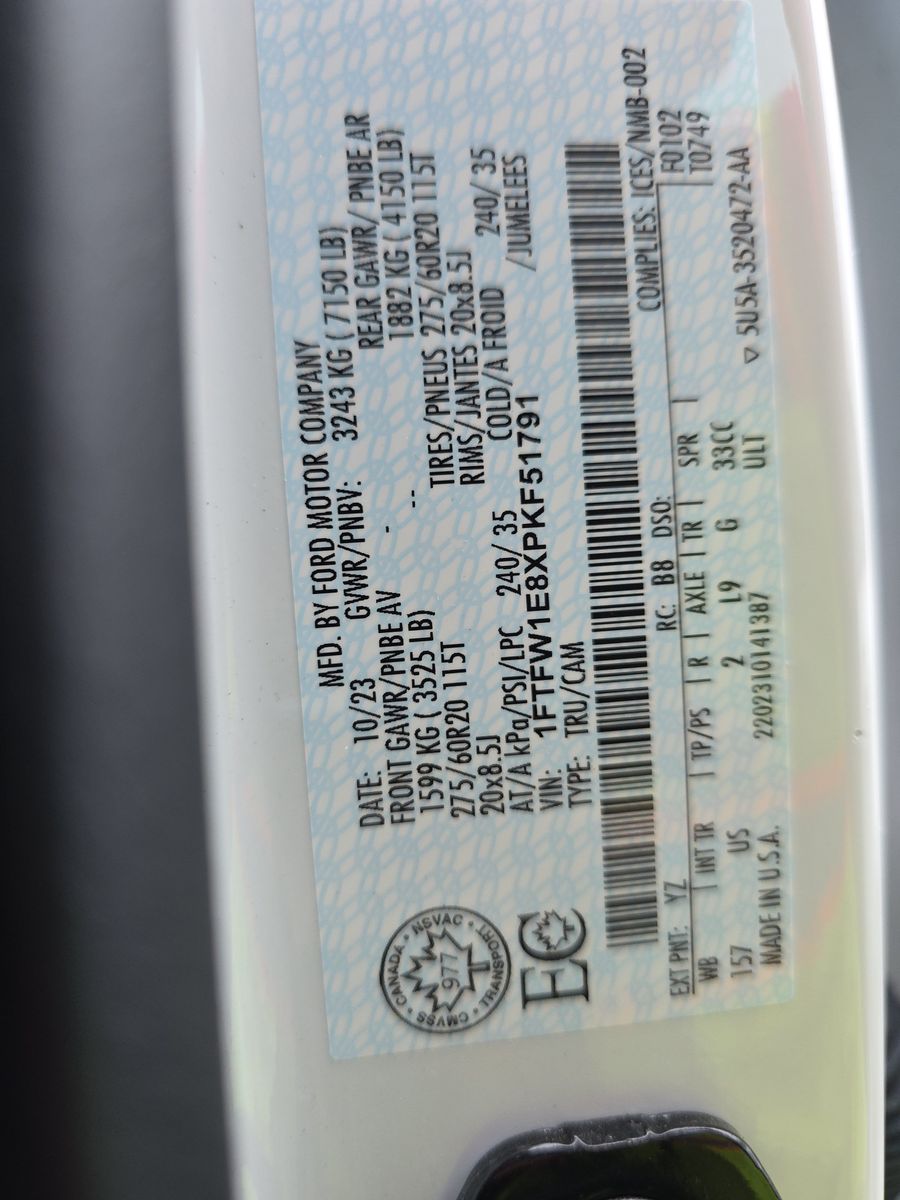 MFD. BY FORD MOTOR COMPANY
DATE: 10/23 GVWR/PNBV: 3243 KG ( 7150 LB)
FRONT GAWR/PNBE AV - REAR GAWR/ PNBE AR
1599 KG ( 3525 LB) -- 1882 KG ( 4150 LB)
275/60R20 115T TIRES/PNEUS 275/60R20 115T
20x8.5J RIMS/JANTES 20x8.5J
AT/A kPa/PSI/LPC 240/ 35 COLD/A FROID 240/ 35
VIN: 1FTFW1E8XPKF51791 /JUMELEES
TYPE: TRU/CAM
CANADA • NSVAC • TRANSPORT • CMVSS •
977
EC
COMPLIES: ICES/NMB-002
EXT PNT: YZ RC: B8 DSO: F0102
WB INT TR TP/PS R AXLE TR SPR T0749
157 US 2 L9 G 33CC
ULT
MADE IN U.S.A. 220231014138​7 ▽ 5U5A-3520472-AA